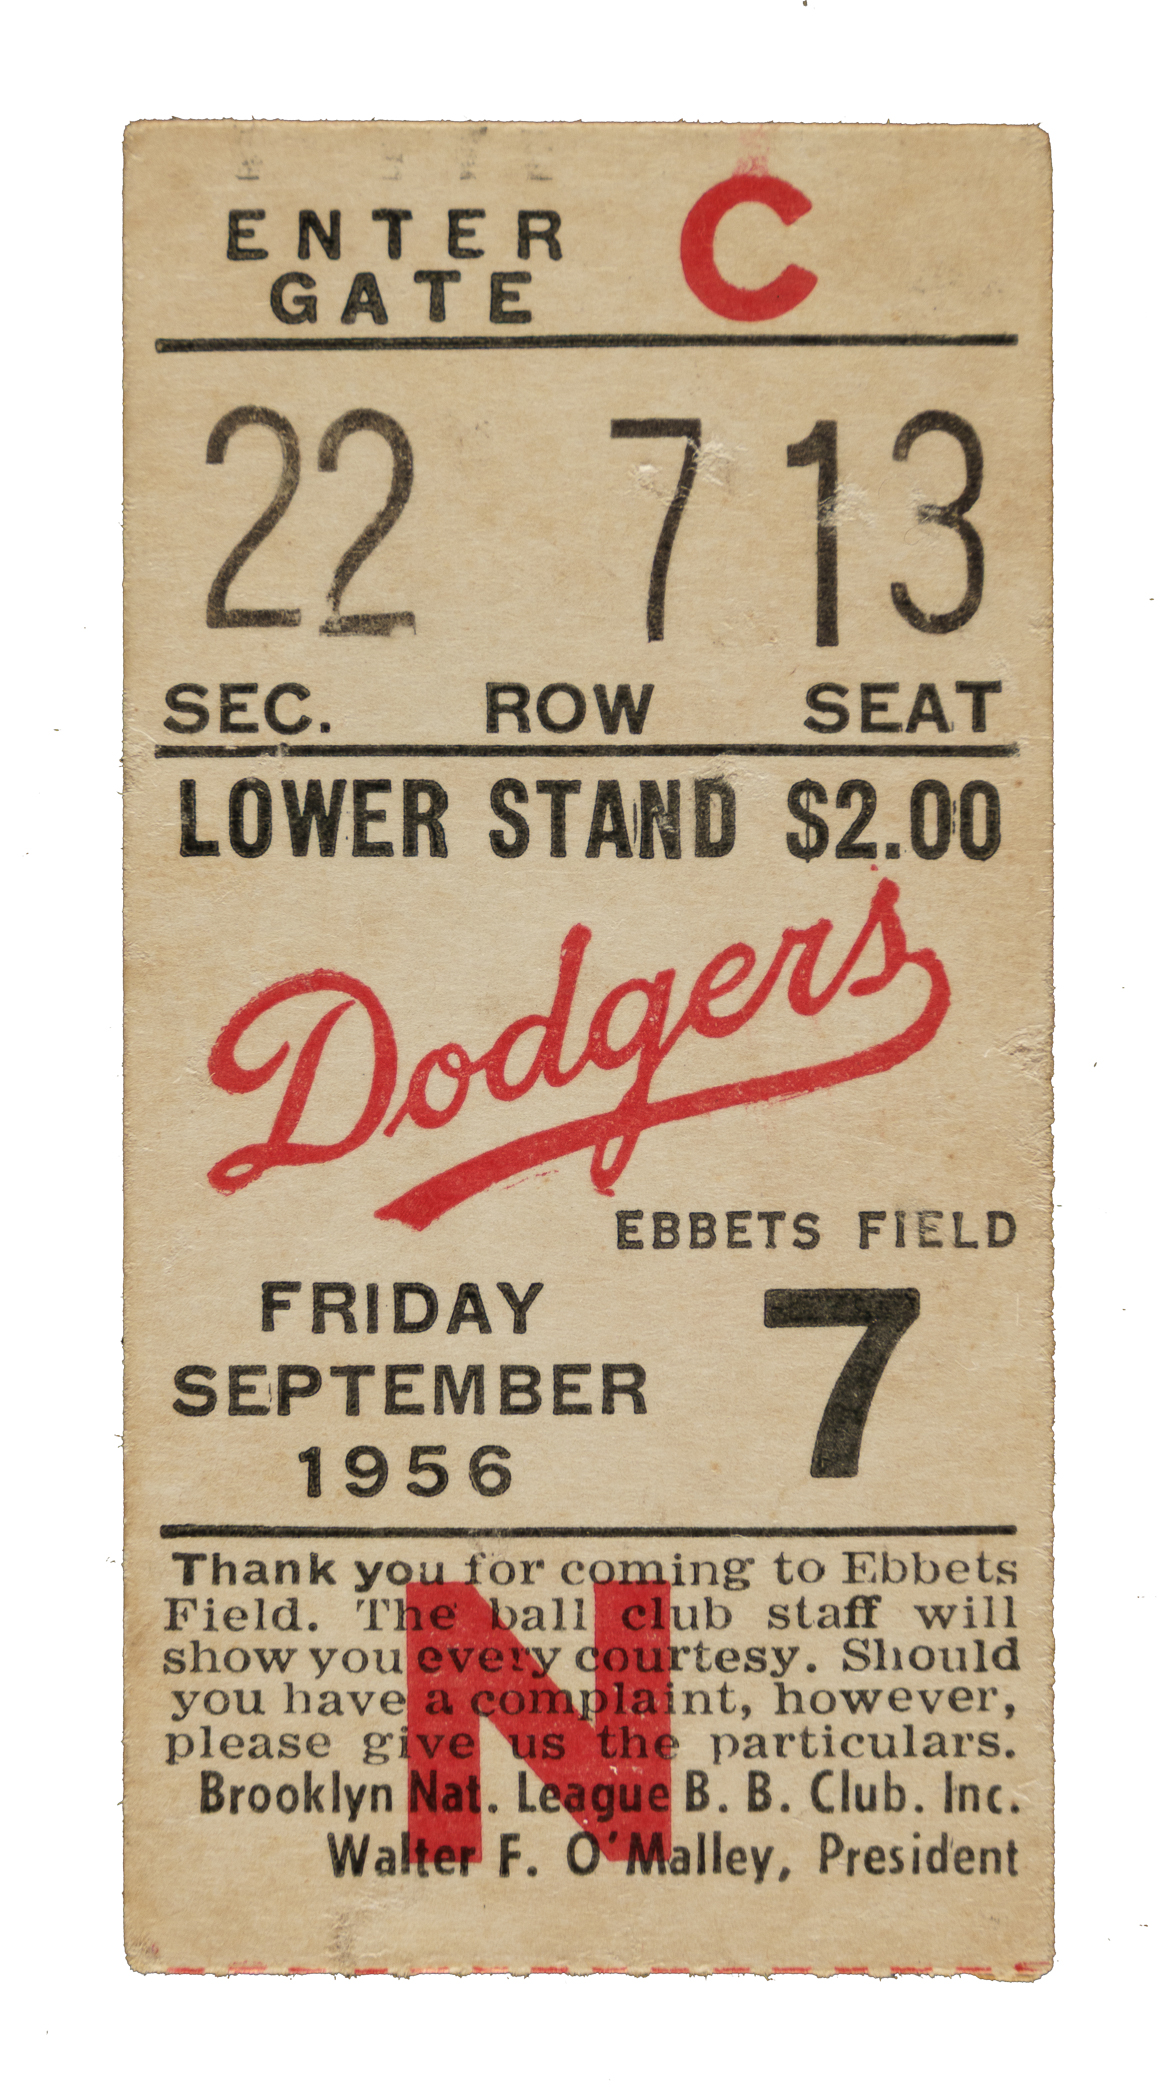 ENTER
GATE C
22 7 13
SEC. ROW SEAT
LOWER STAND $2.00
Dodgers
EBBETS FIELD
FRIDAY
SEPTEMBER 7
1956
Thank you for coming to Ebbets
Field. The ball club staff will
show you every courtesy. Should
you have a complaint, however,
please give us the particulars.
Brooklyn Nat. League B. B. Club. Inc.
Walter F. O'Malley, President
N